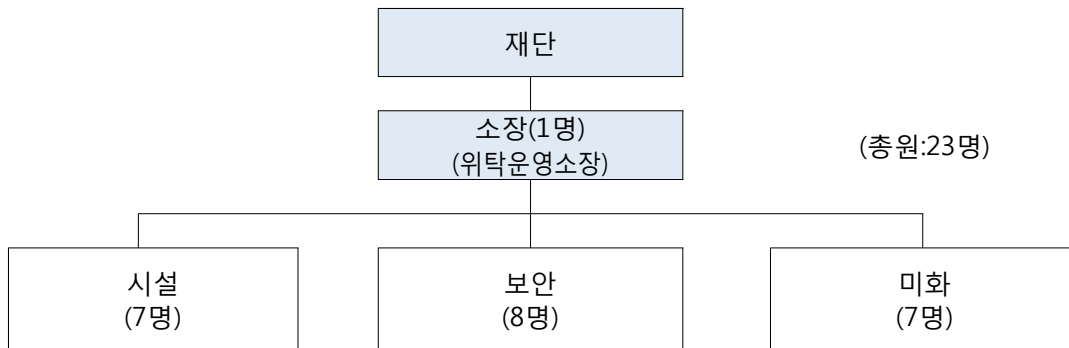 재단
소장(1명)
(위탁운영소장)
(총원:23명)
시설
(7명)
보안
(8명)
미화
(7명)